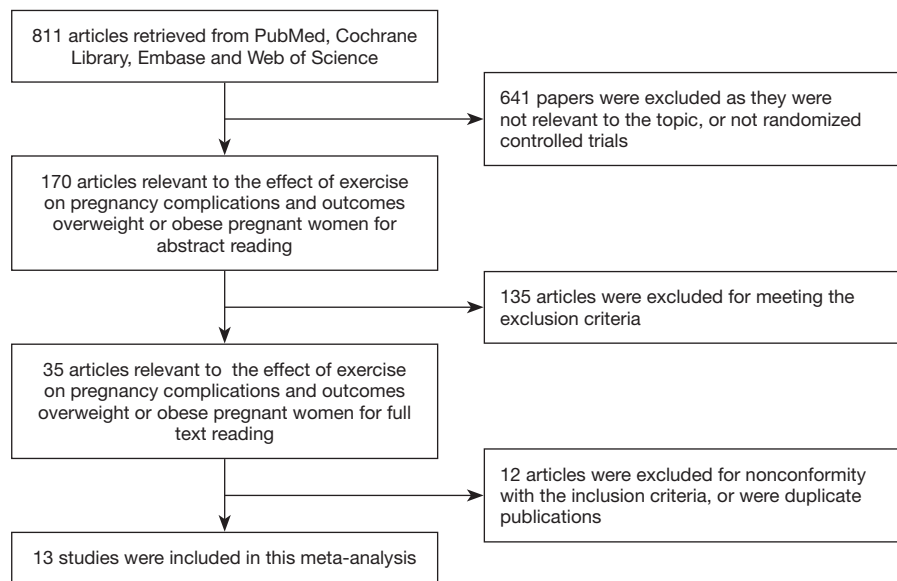 811 articles retrieved from PubMed, Cochrane
Library, Embase and Web of Science
641 papers were excluded as they were
not relevant to the topic, or not randomized
controlled trials
170 articles relevant to the effect of exercise
on pregnancy complications and outcomes
overweight or obese pregnant women for
abstract reading
135 articles were excluded for meeting the
exclusion criteria
35 articles relevant to the effect of exercise
on pregnancy complications and outcomes
overweight or obese pregnant women for full
text reading
12 articles were excluded for nonconformity
with the inclusion criteria, or were duplicate
publications
13 studies were included in this meta-analysis